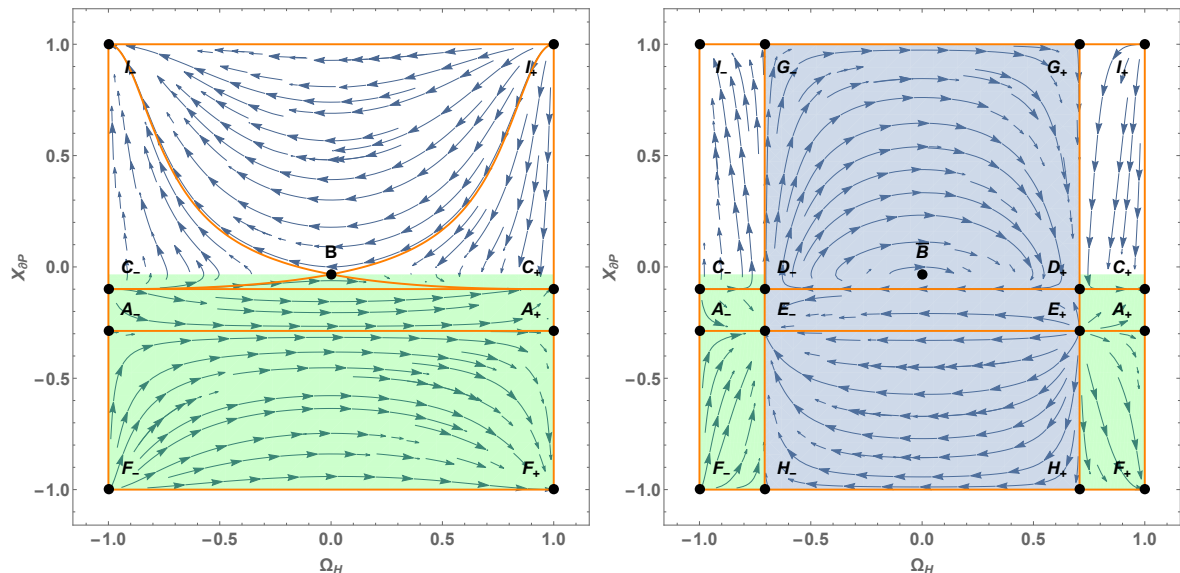 1.0
I₋
I₊
0.5
B
0.0
C₋
C₊
A₋
A₊
-0.5
F₋
F₊
-1.0
X∂P
-1.0 -0.5 0.0 0.5 1.0
Ω_H
1.0
I₋ G₋ G₊ I₊
0.5
B
0.0
C₋ D₋ D₊ C₊
A₋ E₋ E₊ A₊
-0.5
F₋ H₋ H₊ F₊
-1.0
X∂P
-1.0 -0.5 0.0 0.5 1.0
Ω_H